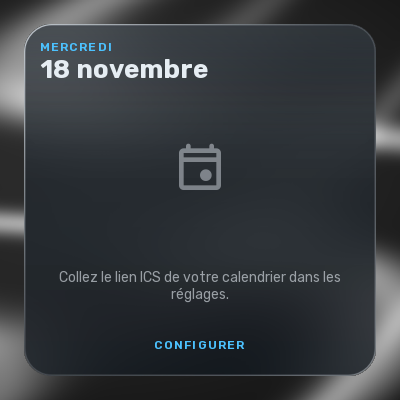 MERCREDI
18 novembre
Collez le lien ICS de votre calendrier dans les
réglages.
CONFIGURER